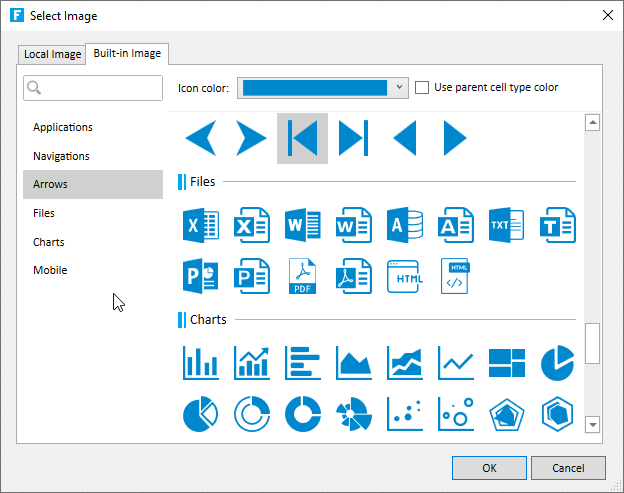 F Select Image
Local Image Built-in Image
Icon color: Use parent cell type color
Applications
Navigations
Arrows
Files
Charts
Mobile
Files
X X W W A A TXT T
P P PDF HTML HTML
Charts
OK Cancel